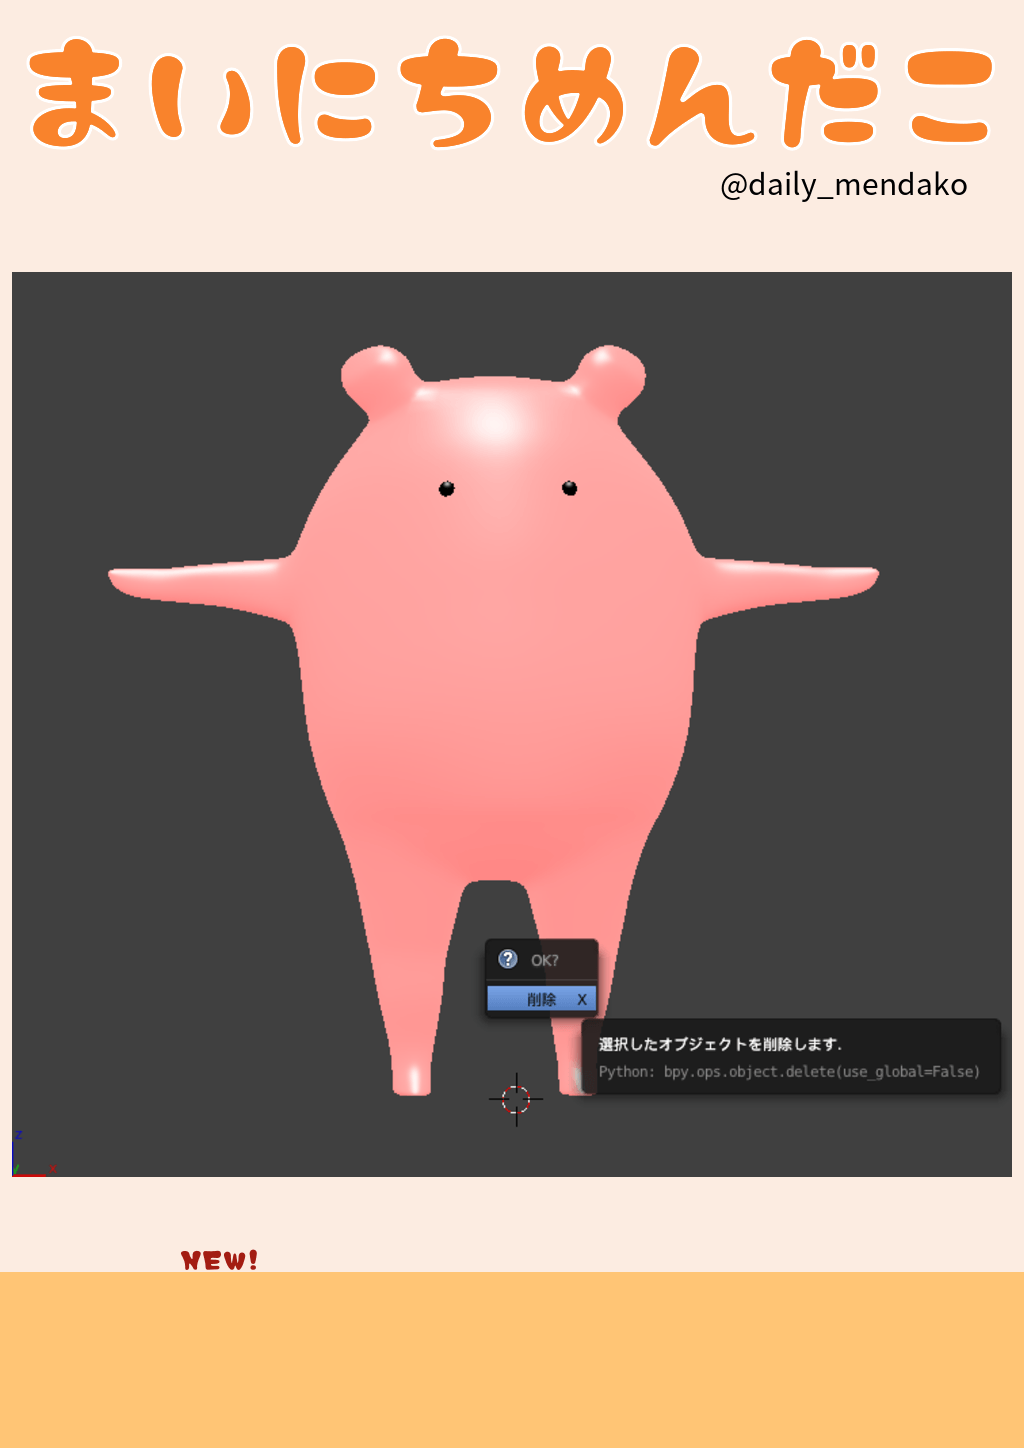 まいにちめんだこ
@daily_mendako
OK?
削除 X
選択したオブジェクトを削除します.
Python: bpy.ops.object.delete(use_global=False)
z
y x
NEW!